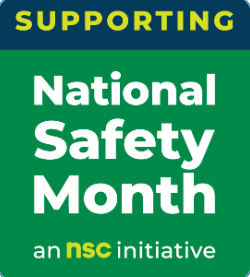 SUPPORTING
National
Safety
Month
an nsc initiative